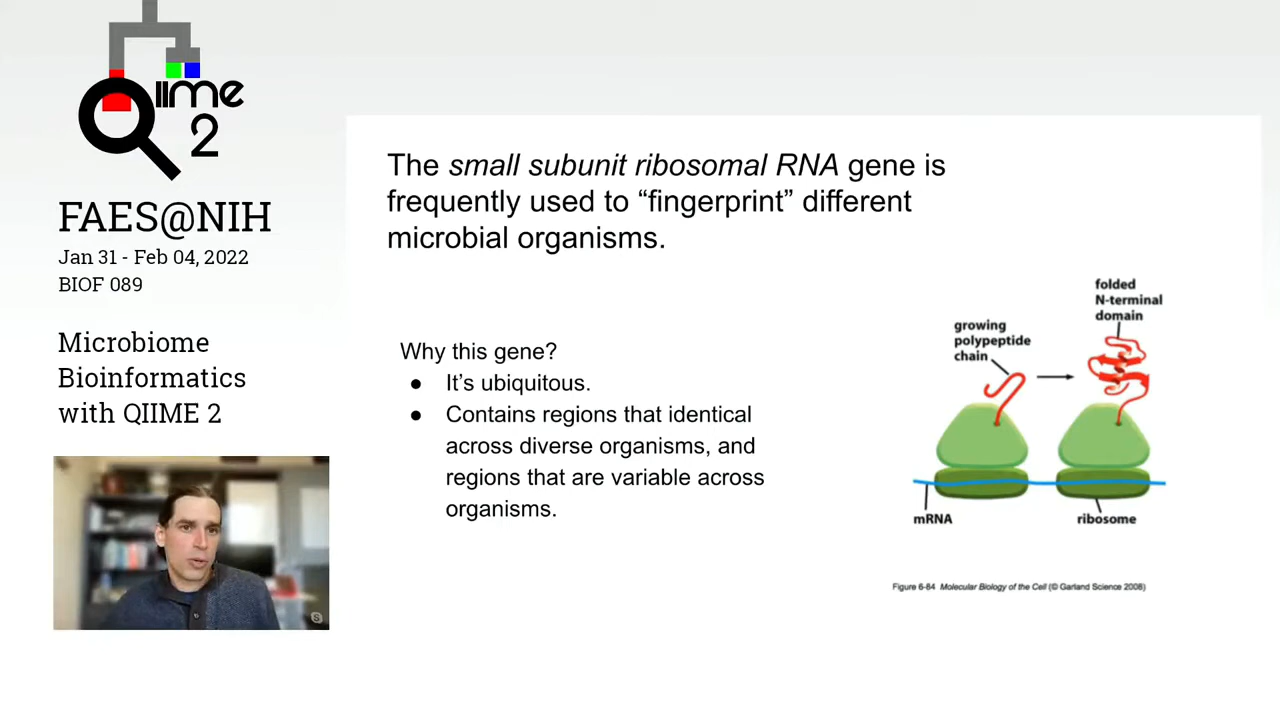 QIIME
2
FAES@NIH
Jan 31 - Feb 04, 2022
BIOF 089
Microbiome
Bioinformatics
with QIIME 2
The small subunit ribosomal RNA gene is
frequently used to “fingerprint” different
microbial organisms.
Why this gene?
● It’s ubiquitous.
● Contains regions that identical
across diverse organisms, and
regions that are variable across
organisms.
growing
polypeptide
chain
folded
N-terminal
domain
mRNA
ribosome
Figure 6-84 Molecular Biology of the Cell (© Garland Science 2008)